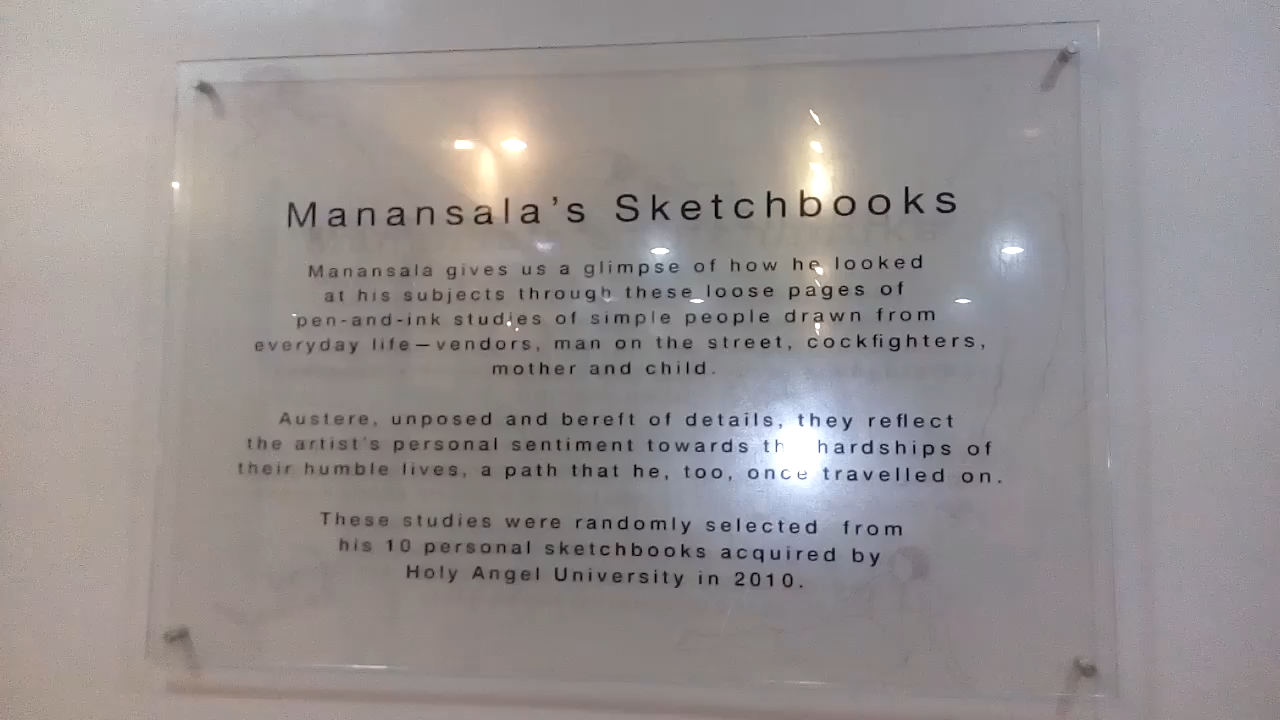 Manansala's Sketchbooks
Manansala gives us a glimpse of how he looked
at his subjects through these loose pages of
pen-and-ink studies of simple people drawn from
everyday life—vendors, man on the street, cockfighters,
mother and child.
Austere, unposed and bereft of details, they reflect
the artist's personal sentiment towards the hardships of
their humble lives, a path that he, too, once travelled on.
These studies were randomly selected from
his 10 personal sketchbooks acquired by
Holy Angel University in 2010.